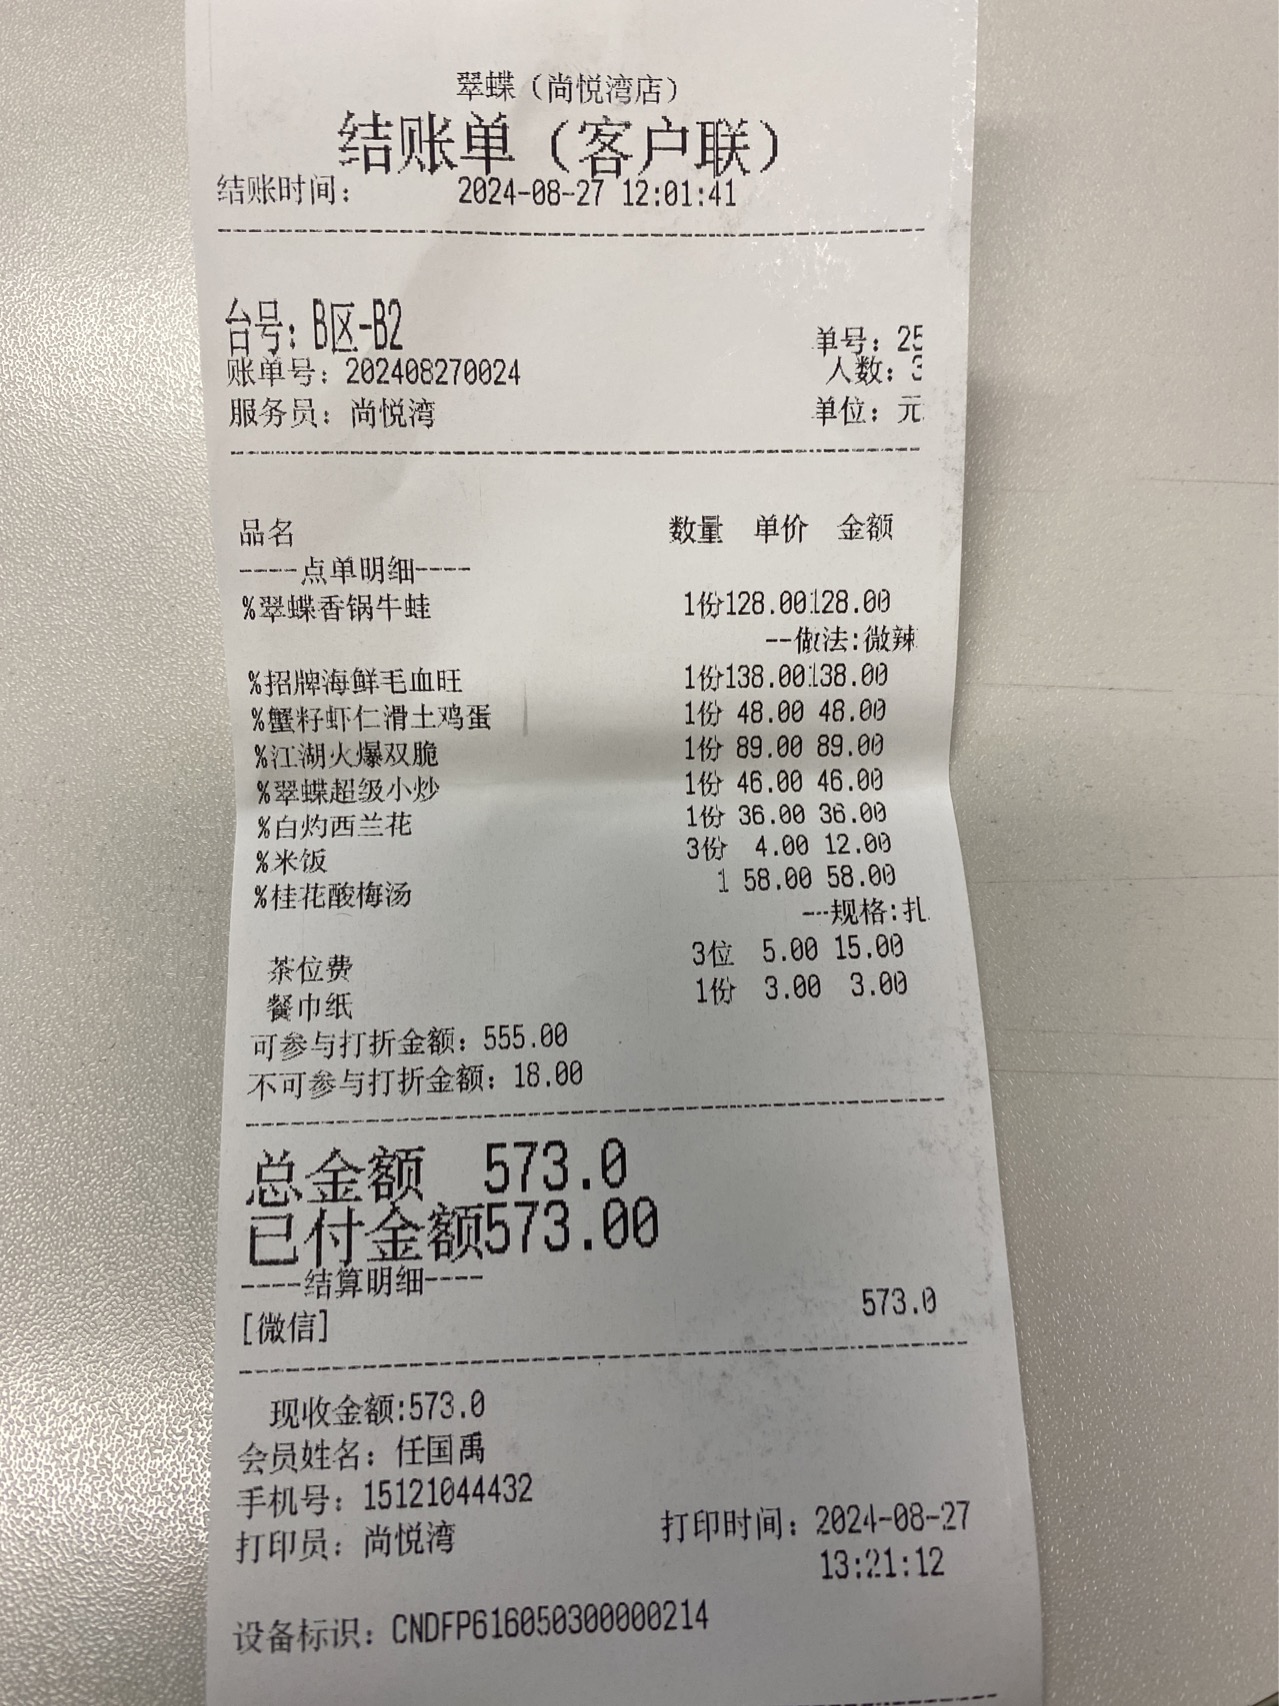 翠蝶（尚悦湾店）
结账单（客户联）
结账时间： 2024-08-27 12:01:41
台号：B区-B2
单号：25
账单号：202408270024 人数：3
服务员：尚悦湾 单位：元
品名 数量 单价 金额
----点单明细----
%翠蝶香锅牛蛙 1份128.00128.00
--做法:微辣
%招牌海鲜毛血旺 1份138.00138.00
%蟹籽虾仁滑土鸡蛋 1份 48.00 48.00
%江湖火爆双脆 1份 89.00 89.00
%翠蝶超级小炒 1份 46.00 46.00
%白灼西兰花 1份 36.00 36.00
%米饭 3份 4.00 12.00
%桂花酸梅汤 1 58.00 58.00
---规格:扎
茶位费 3位 5.00 15.00
餐巾纸 1份 3.00 3.00
可参与打折金额：555.00
不可参与打折金额：18.00
总金额 573.0
已付金额573.00
----结算明细----
[微信] 573.0
现收金额:573.0
会员姓名：任国禹
手机号：15121044432
打印员：尚悦湾 打印时间：2024-08-27
13:21:12
设备标识：CNDFP616050300000214